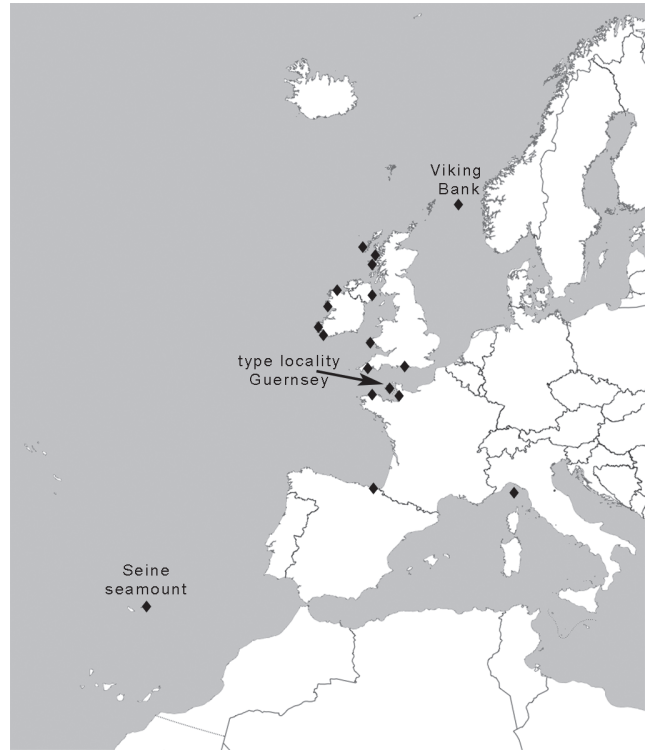 Viking
Bank
type locality
Guernsey
Seine
seamount